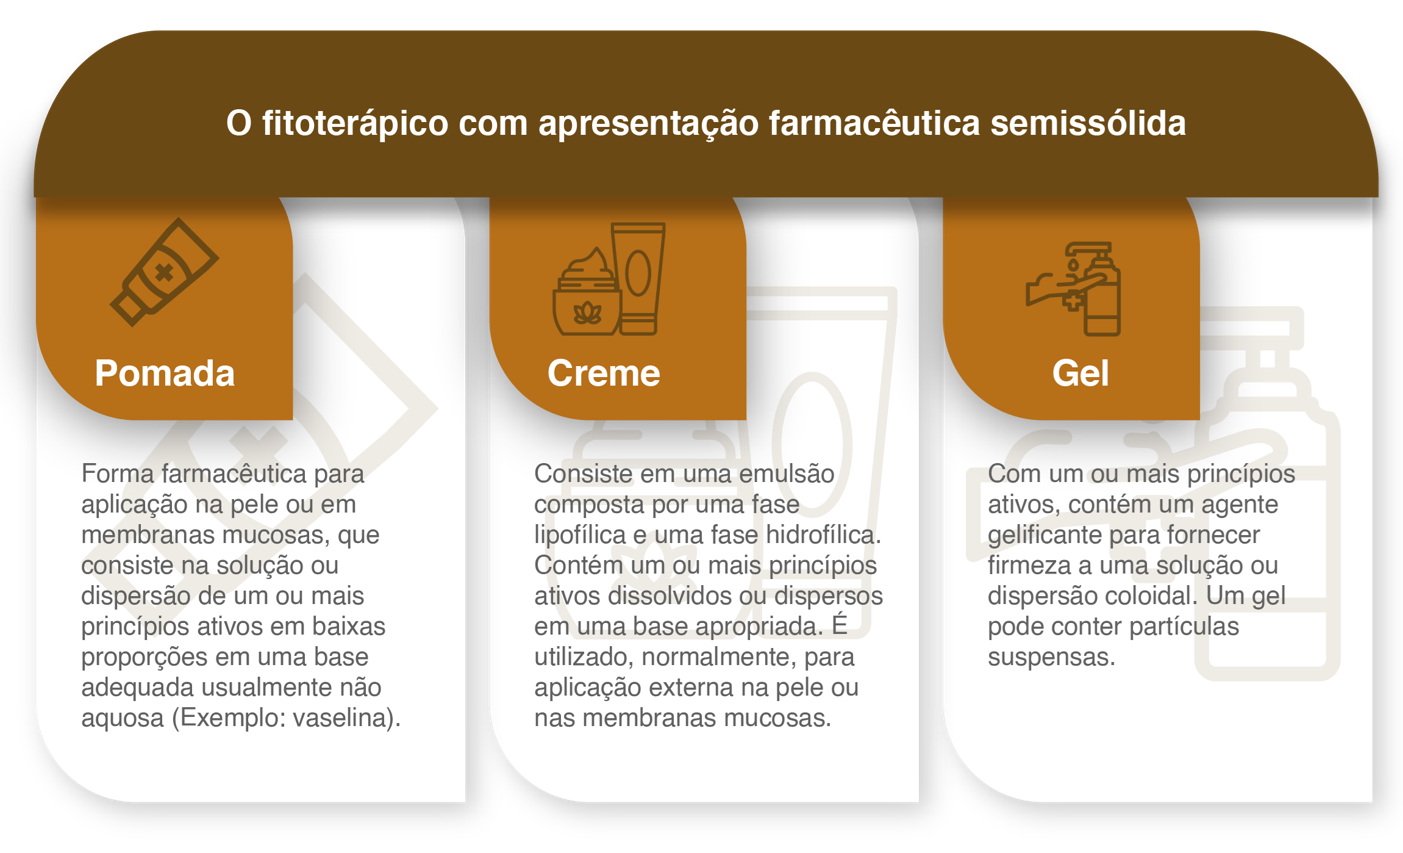 O fitoterápico com apresentação farmacêutica semissólida
Pomada
Forma farmacêutica para
aplicação na pele ou em
membranas mucosas, que
consiste na solução ou
dispersão de um ou mais
princípios ativos em baixas
proporções em uma base
adequada usualmente não
aquosa (Exemplo: vaselina).
Creme
Consiste em uma emulsão
composta por uma fase
lipofílica e uma fase hidrofílica.
Contém um ou mais princípios
ativos dissolvidos ou dispersos
em uma base apropriada. É
utilizado, normalmente, para
aplicação externa na pele ou
nas membranas mucosas.
Gel
Com um ou mais princípios
ativos, contém um agente
gelificante para fornecer
firmeza a uma solução ou
dispersão coloidal. Um gel
pode conter partículas
suspensas.